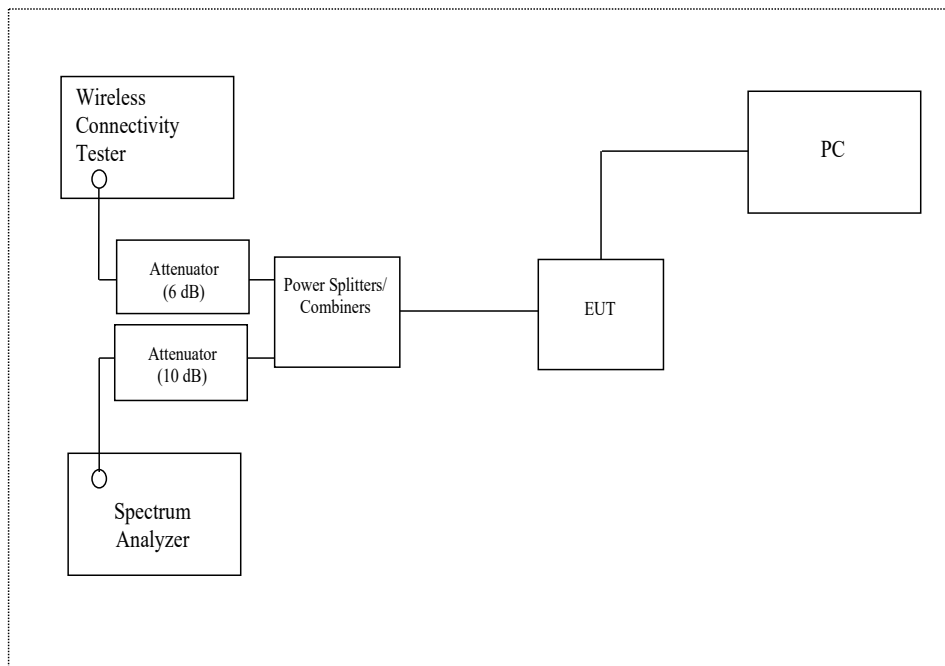 Wireless
Connectivity
Tester
PC
Attenuator
(6 dB)
Power Splitters/
Combiners
EUT
Attenuator
(10 dB)
Spectrum
Analyzer